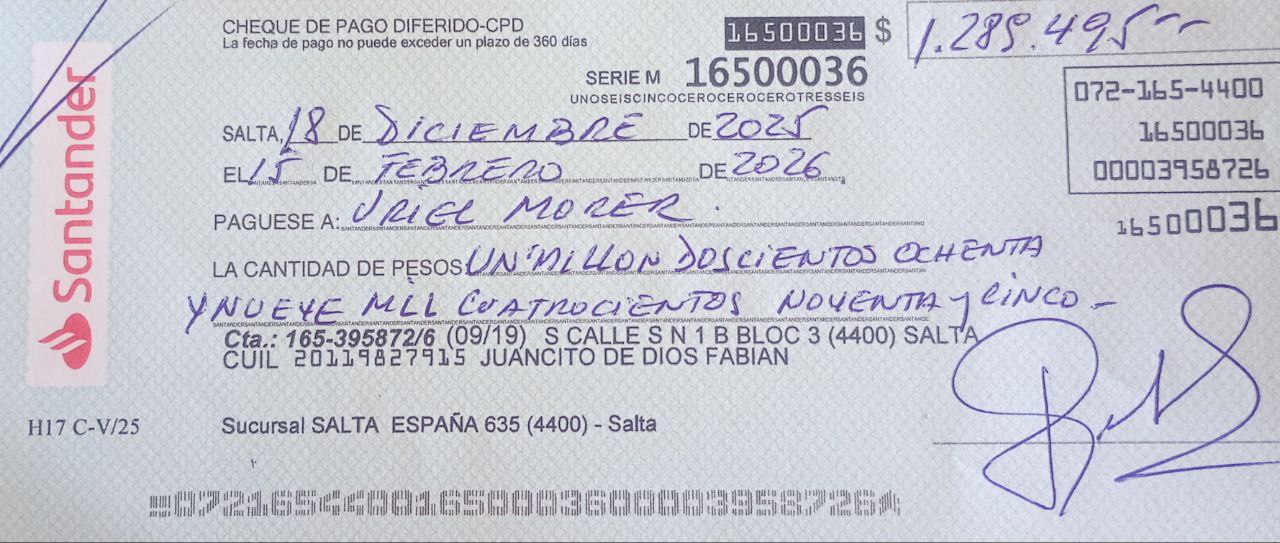 CHEQUE DE PAGO DIFERIDO-CPD
La fecha de pago no puede exceder un plazo de 360 días
16500036 $ 1.289.495
SERIE M 16500036
UNOSEISCINCOCEROCEROCEROTRESSEIS
072-165-4400
16500036
00003958726
16500036
Santander
SALTA, 18 DE DICIEMBRE DE 2025
EL 15 DE FEBRERO DE 2026
PAGUESE A: URIEL MORER.
LA CANTIDAD DE PESOS UN MILLON DOSCIENTOS OCHENTA
Y NUEVE MIL CUATROCIENTOS NOVENTA Y CINCO -
Cta.: 165-395872/6 (09/19) S CALLE S N 1 B BLOC 3 (4400) SALTA
CUIL 20119827915 JUANCITO DE DIOS FABIAN
H17 C-V/25
Sucursal SALTA ESPAÑA 635 (4400) - Salta